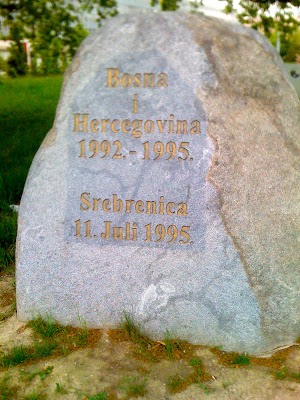 Bosna
i
Hercegovina
1992.-1995.
Srebrenica
11. Juli 1995.